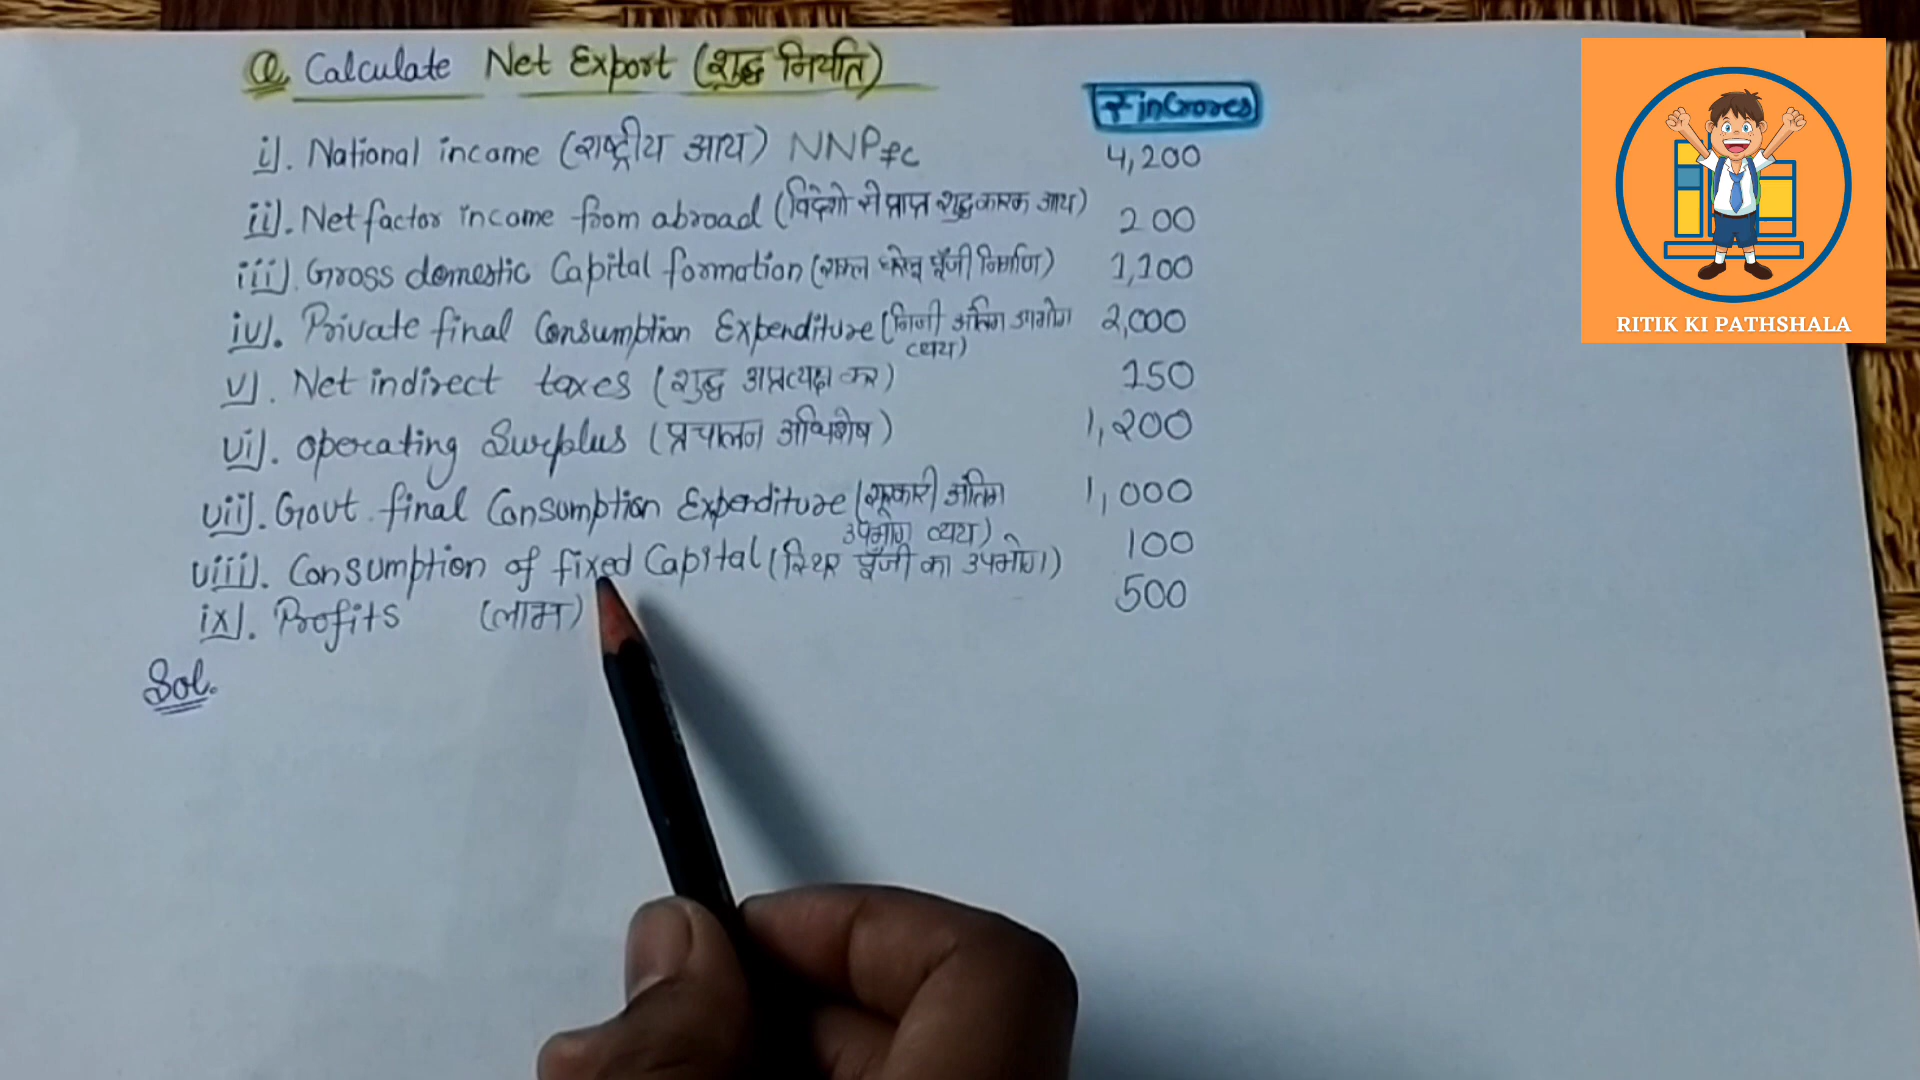 Q. Calculate Net Export (शुद्ध निर्यात)
₹ in Crores
i). National income (राष्ट्रीय आय) NNPfc 4,200
ii). Net factor income from abroad (विदेशो से प्राप्त शुद्ध कारक आय) 200
iii). Gross domestic Capital formation (सकल घरेलू पूँजी निर्माण) 1,100
iv). Private final Consumption Expenditure (निजी अंतिम उपभोग 2,000
व्यय)
v). Net indirect taxes (शुद्ध अप्रत्यक्ष कर) 150
vi). operating Surplus (प्रचालन अधिशेष) 1,200
vii). Govt. final Consumption Expenditure (सरकारी अंतिम 1,000
उपभोग व्यय)
viii). Consumption of fixed Capital (स्थिर पूँजी का उपभोग) 100
ix). Profits (लाभ) 500
Sol.
RITIK KI PATHSHALA